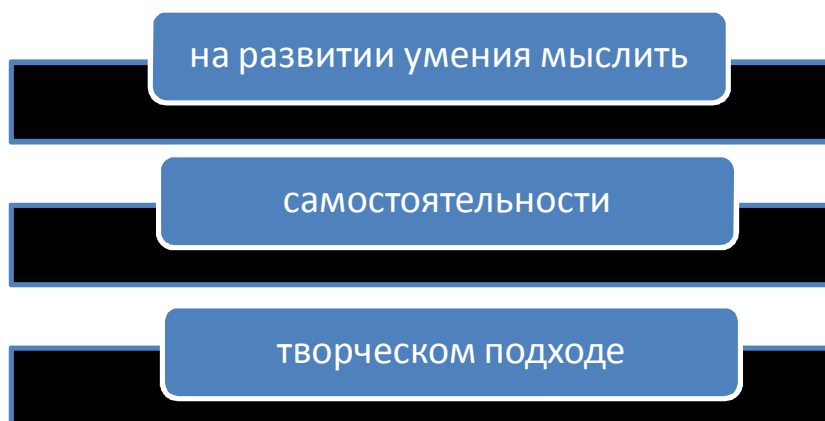 на развитии умения мыслить
самостоятельности
творческом подходе